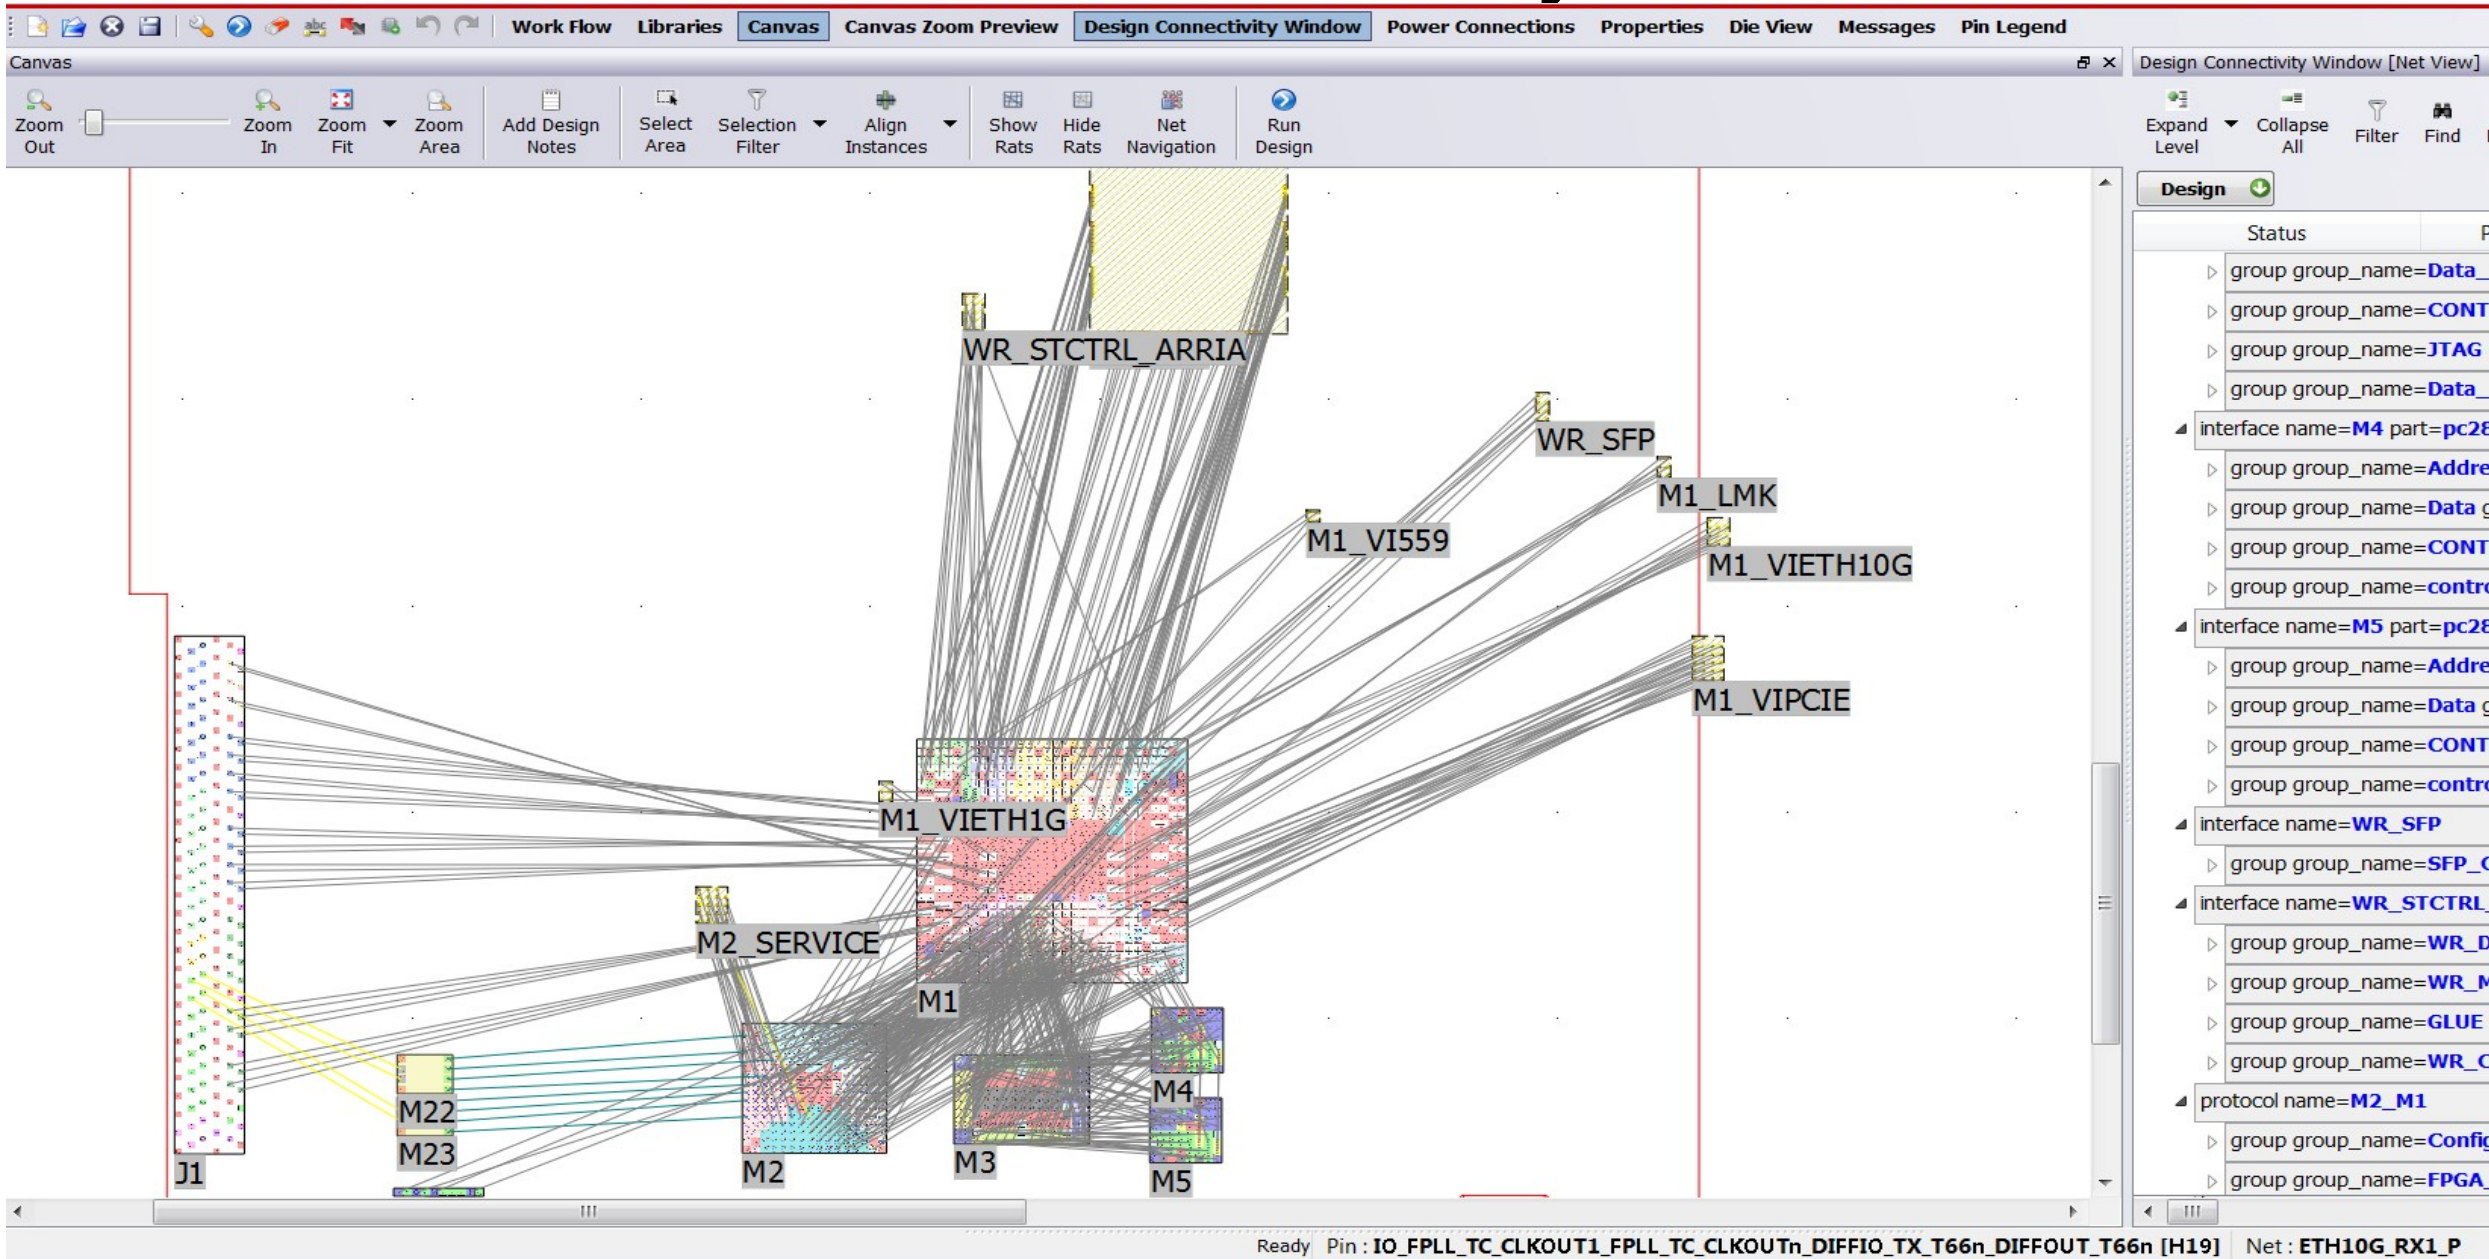 Work Flow Libraries Canvas Canvas Zoom Preview Design Connectivity Window Power Connections Properties Die View Messages Pin Legend
Canvas
Design Connectivity Window [Net View]
Zoom Out
Zoom In
Zoom Fit
Zoom Area
Add Design Notes
Select Area
Selection Filter
Align Instances
Show Rats
Hide Rats
Net Navigation
Run Design
Expand Level
Collapse All
Filter
Find
Design
Status
group group_name=Data_
group group_name=CONT
group group_name=JTAG
group group_name=Data_
interface name=M4 part=pc28
group group_name=Addre
group group_name=Data g
group group_name=CONT
group group_name=contro
interface name=M5 part=pc28
group group_name=Addre
group group_name=Data g
group group_name=CONT
group group_name=contro
interface name=WR_SFP
group group_name=SFP_C
interface name=WR_STCTRL_
group group_name=WR_D
group group_name=WR_M
group group_name=GLUE
group group_name=WR_C
protocol name=M2_M1
group group_name=Config
group group_name=FPGA_
WR_STCTRL_ARRIA
WR_SFP
M1_LMK
M1_VI559
M1_VIETH10G
M1_VIPCIE
M1_VIETH1G
M2_SERVICE
M1
M4
M22
M23
M2
M3
M5
J1
Ready Pin : IO_FPLL_TC_CLKOUT1_FPLL_TC_CLKOUTn_DIFFIO_TX_T66n_DIFFOUT_T66n [H19] Net : ETH10G_RX1_P